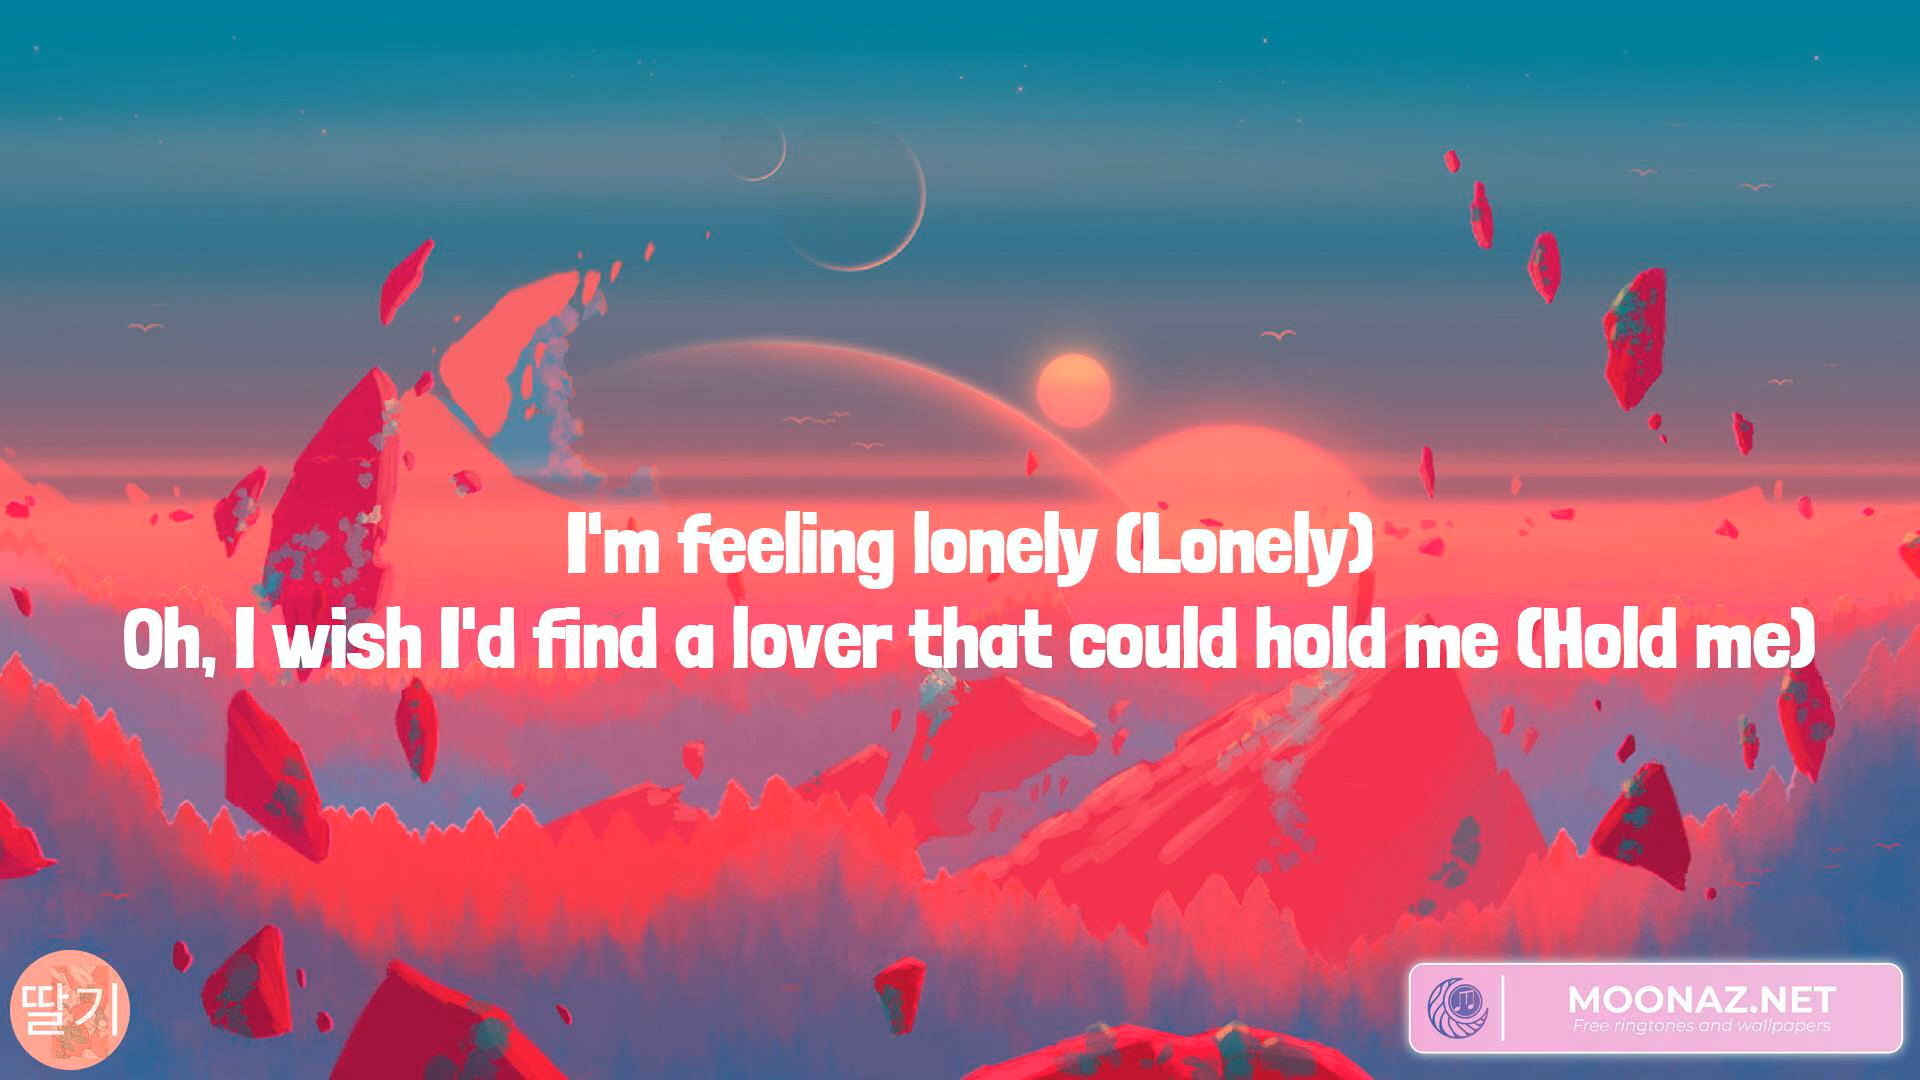 I'm feeling lonely (Lonely)
Oh, I wish I'd find a lover that could hold me (Hold me)
딸기
MOONAZ.NET
Free ringtones and wallpapers